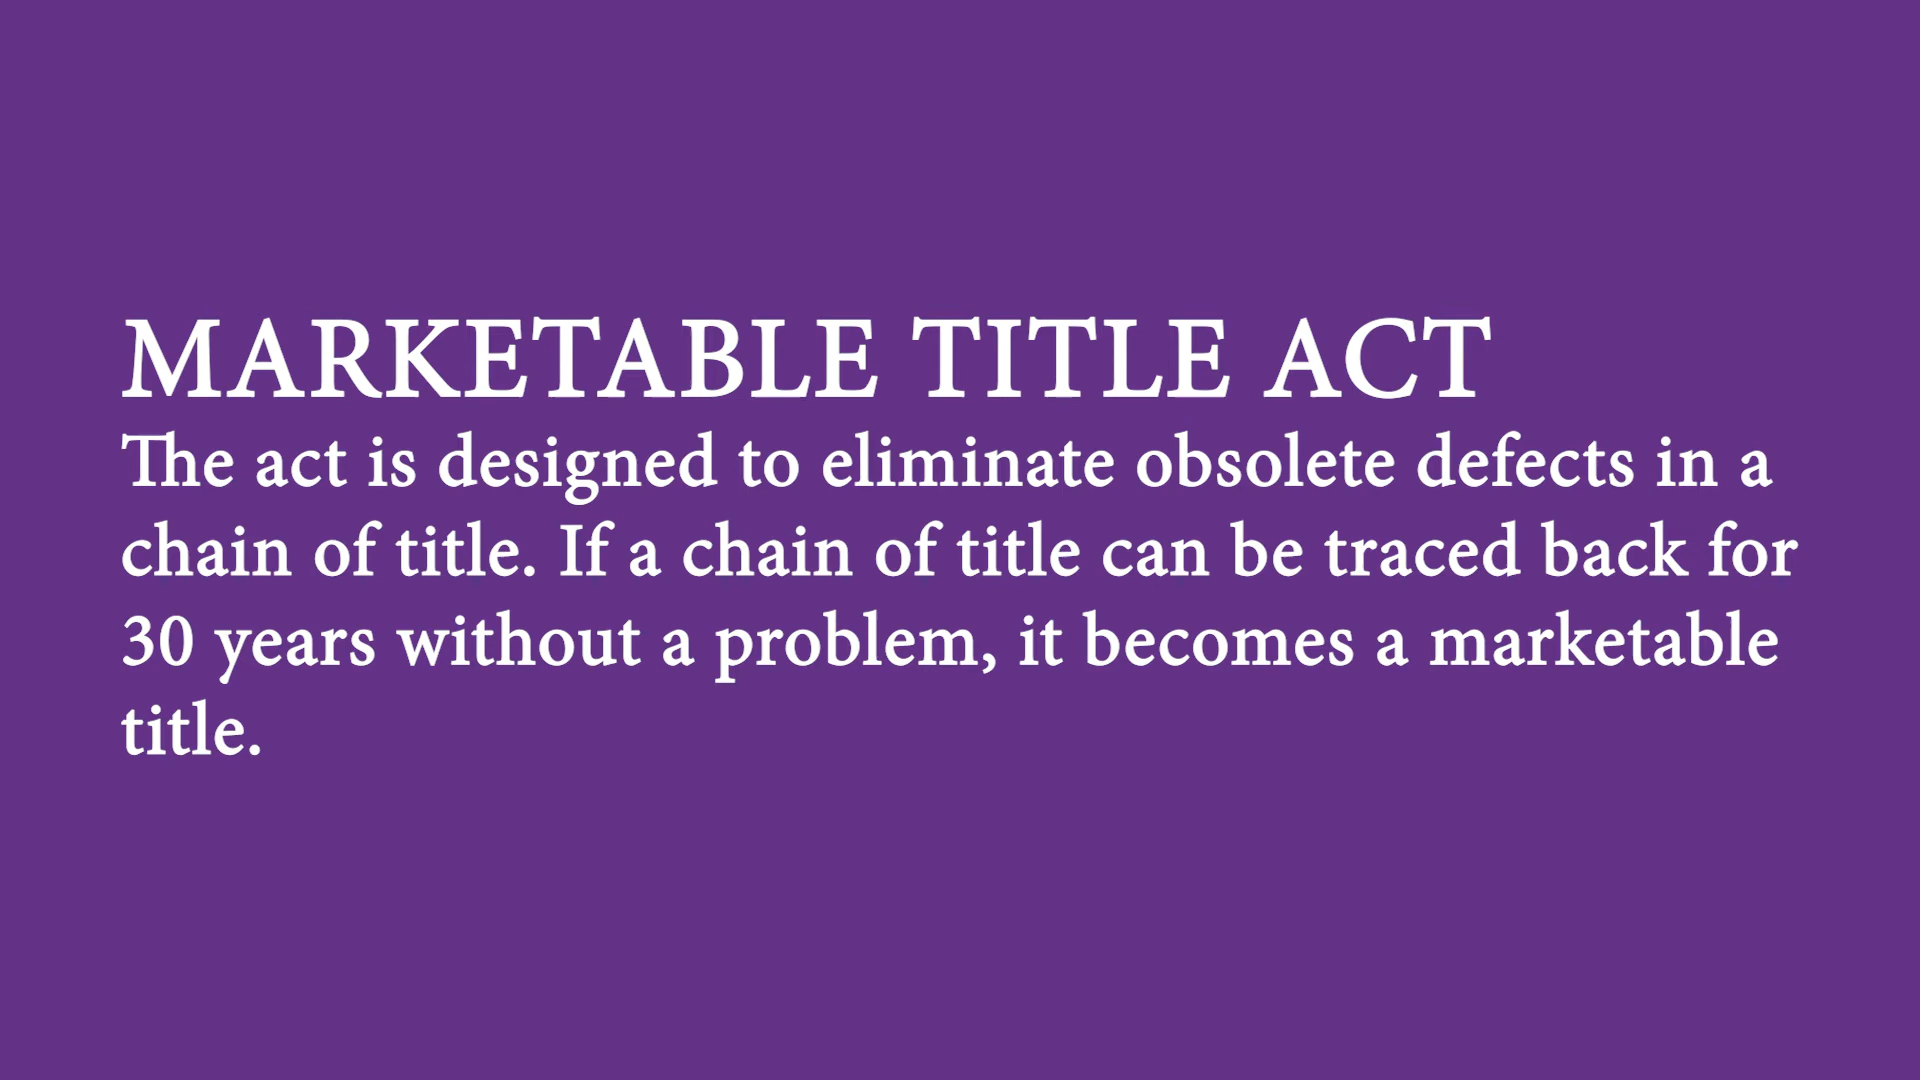 MARKETABLE TITLE ACT
The act is designed to eliminate obsolete defects in a
chain of title. If a chain of title can be traced back for
30 years without a problem, it becomes a marketable
title.